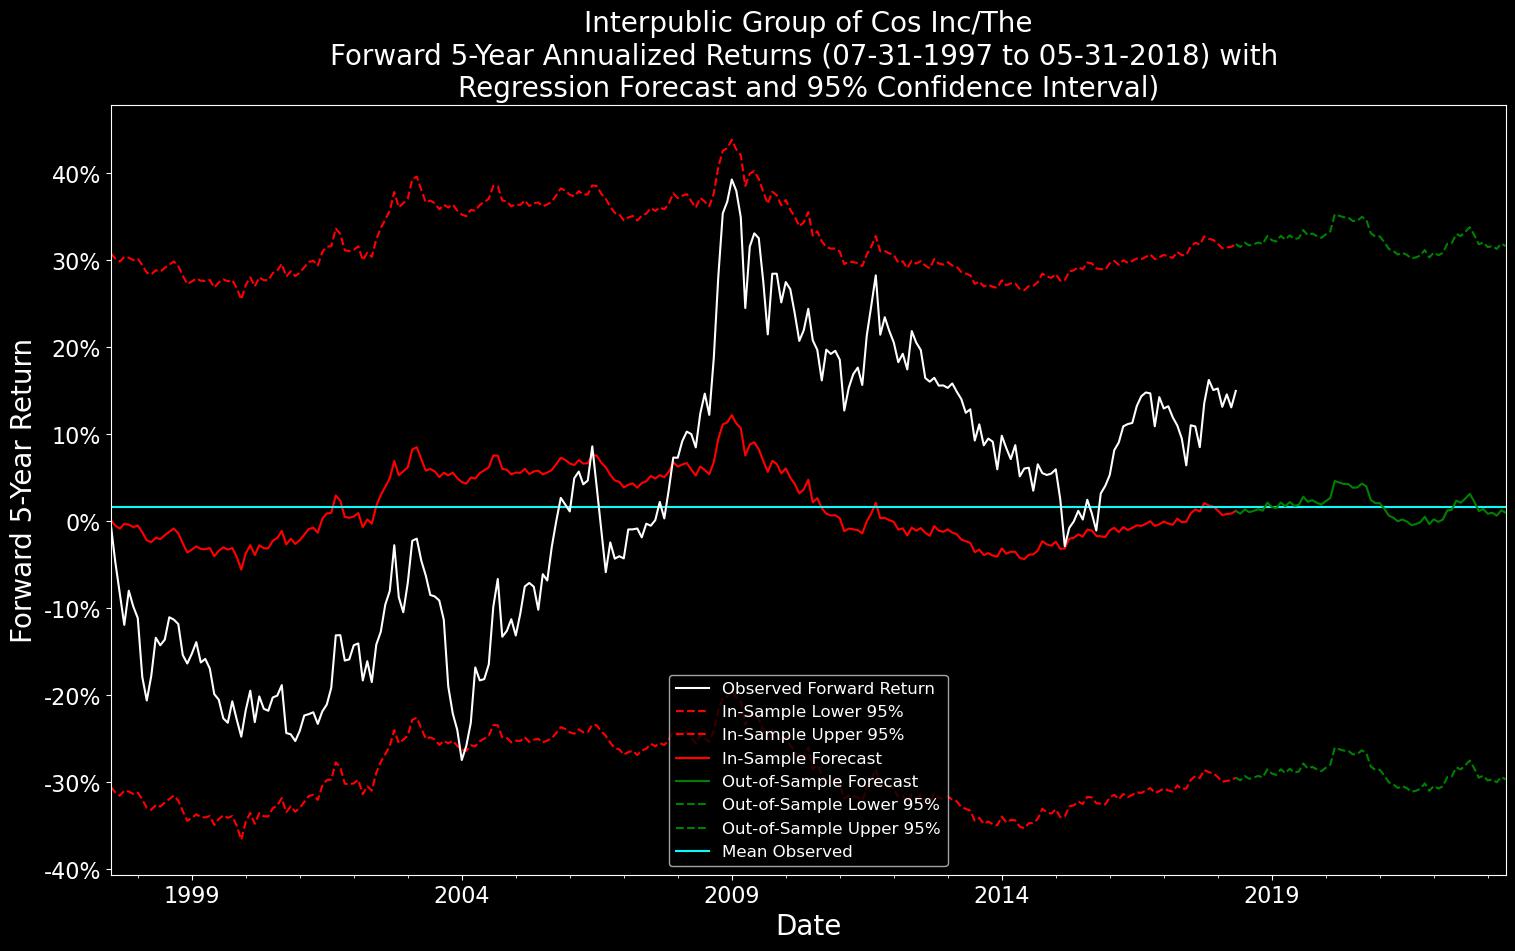 Interpublic Group of Cos Inc/The
Forward 5-Year Annualized Returns (07-31-1997 to 05-31-2018) with
Regression Forecast and 95% Confidence Interval)
Forward 5-Year Return
40%
30%
20%
10%
0%
-10%
-20%
-30%
-40%
Observed Forward Return
In-Sample Lower 95%
In-Sample Upper 95%
In-Sample Forecast
Out-of-Sample Forecast
Out-of-Sample Lower 95%
Out-of-Sample Upper 95%
Mean Observed
1999 2004 2009 2014 2019
Date